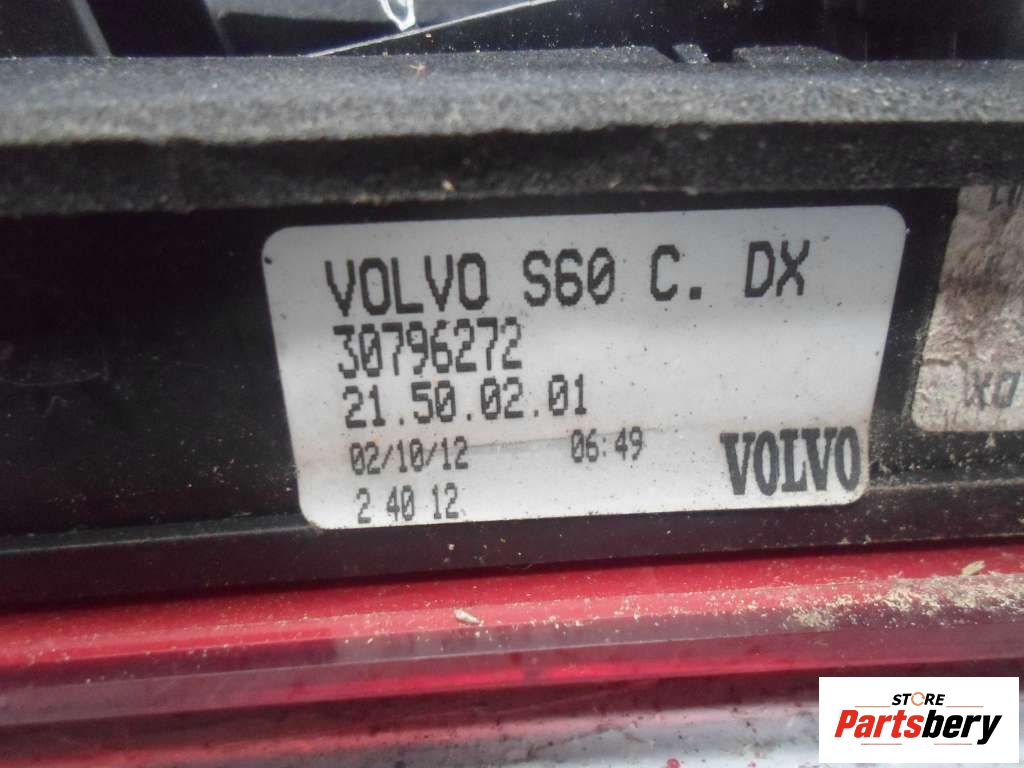 VOLVO S60 C. DX
30796272
21.50.02.01
02/10/12 06:49
2 40 12
VOLVO
DX
STORE
Partsbery